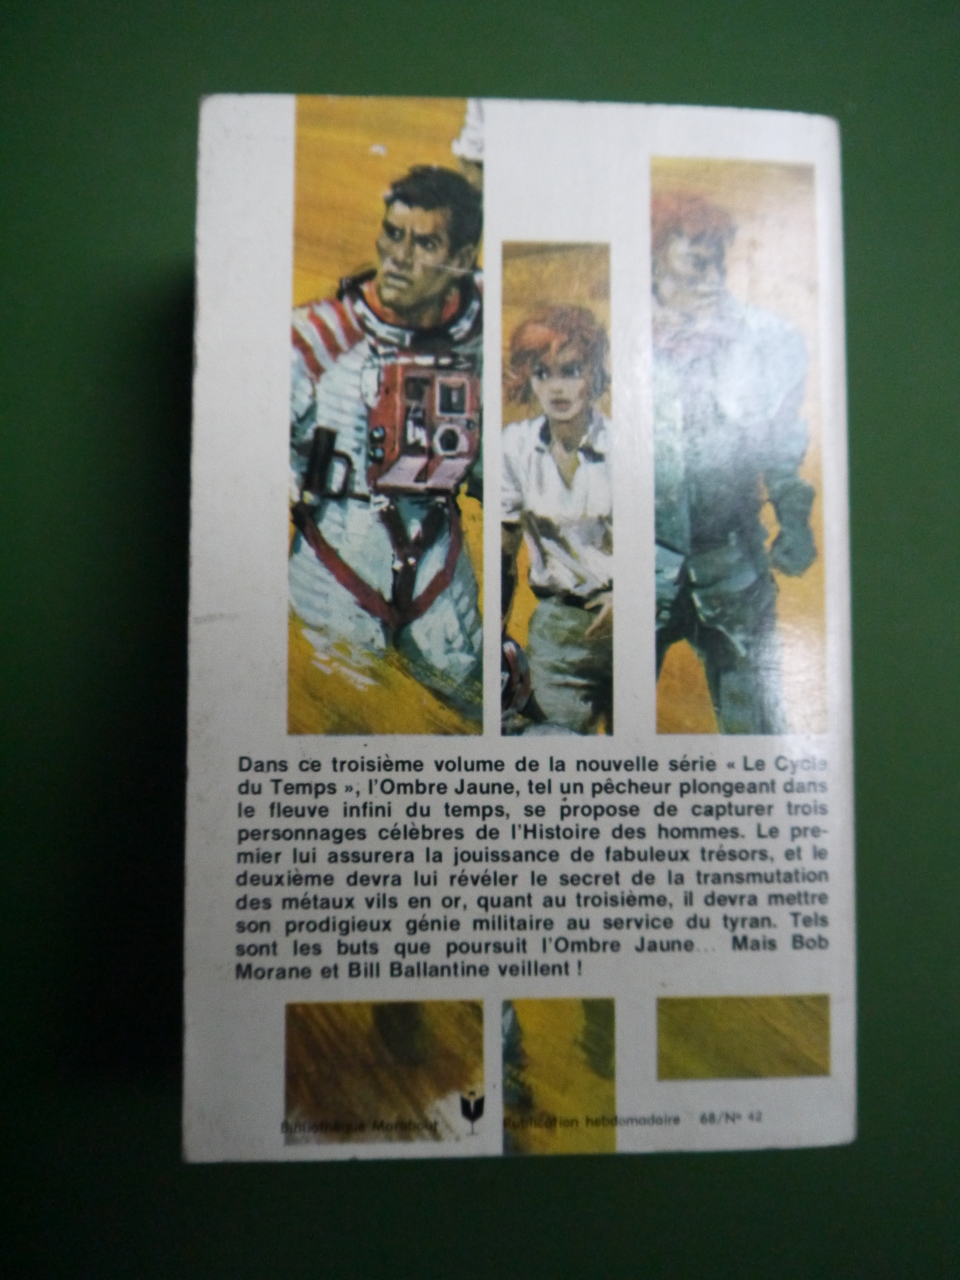 Dans ce troisième volume de la nouvelle série « Le Cycle
du Temps », l'Ombre Jaune, tel un pêcheur plongeant dans
le fleuve infini du temps, se propose de capturer trois
personnages célèbres de l'Histoire des hommes. Le pre-
mier lui assurera la jouissance de fabuleux trésors, et le
deuxième devra lui révéler le secret de la transmutation
des métaux vils en or, quant au troisième, il devra mettre
son prodigieux génie militaire au service du tyran. Tels
sont les buts que poursuit l'Ombre Jaune... Mais Bob
Morane et Bill Ballantine veillent !
Bibliothèque Marabout Publication hebdomadaire 68/N° 42